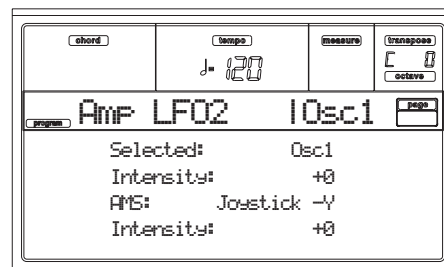 chord tempo measure transpose
♩= 120 C 0
octave
program Amp LFO2 |Osc1 page
Selected: Osc1
Intensity: +0
AMS: Joystick -Y
Intensity: +0